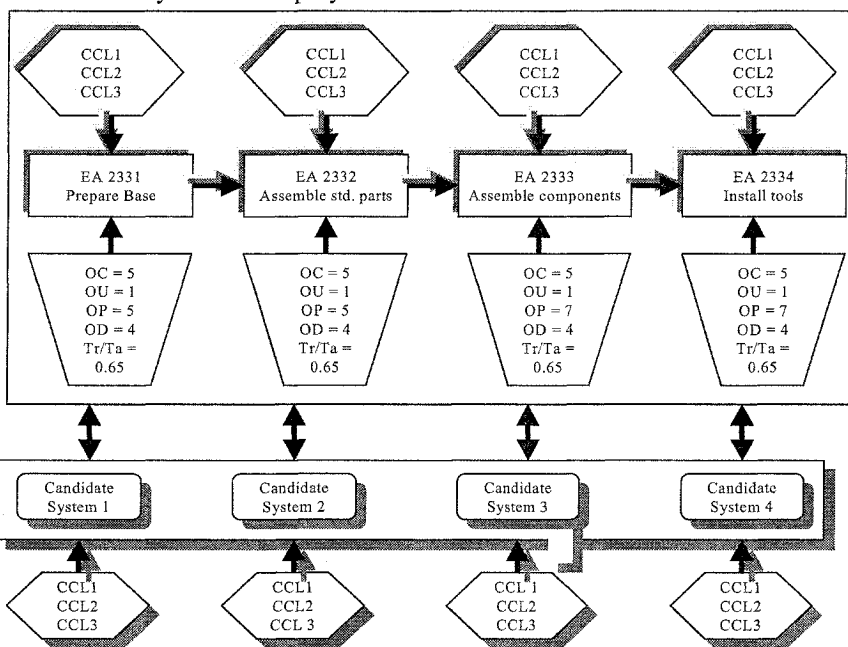 CCL1
CCL2
CCL3
CCL1
CCL2
CCL3
CCL1
CCL2
CCL3
CCL1
CCL2
CCL3
EA 2331
Prepare Base
EA 2332
Assemble std. parts
EA 2333
Assemble components
EA 2334
Install tools
OC = 5
OU = 1
OP = 5
OD = 4
Tr/Ta =
0.65
OC = 5
OU = 1
OP = 5
OD = 4
Tr/Ta =
0.65
OC = 5
OU = 1
OP = 7
OD = 4
Tr/Ta =
0.65
OC = 5
OU = 1
OP = 7
OD = 4
Tr/Ta =
0.65
Candidate
System 1
Candidate
System 2
Candidate
System 3
Candidate
System 4
CCL1
CCL2
CCL3
CCL1
CCL2
CCL 3
CCL 1
CCL2
CCL3
CCL1
CCL2
CCL3